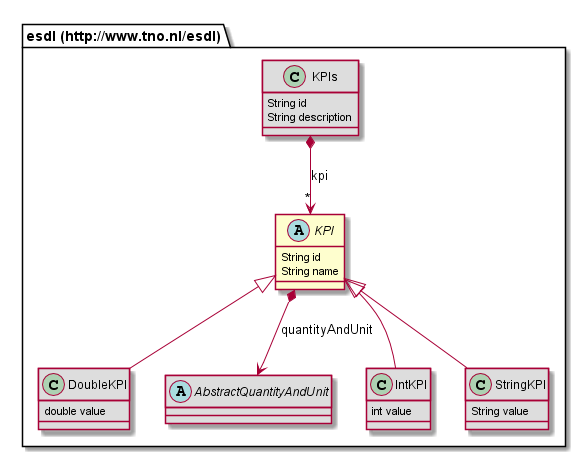 esdl (http://www.tno.nl/esdl)
C KPIs
String id
String description
kpi
*
A KPI
String id
String name
quantityAndUnit
C DoubleKPI
double value
A AbstractQuantityAndUnit
C IntKPI
int value
C StringKPI
String value